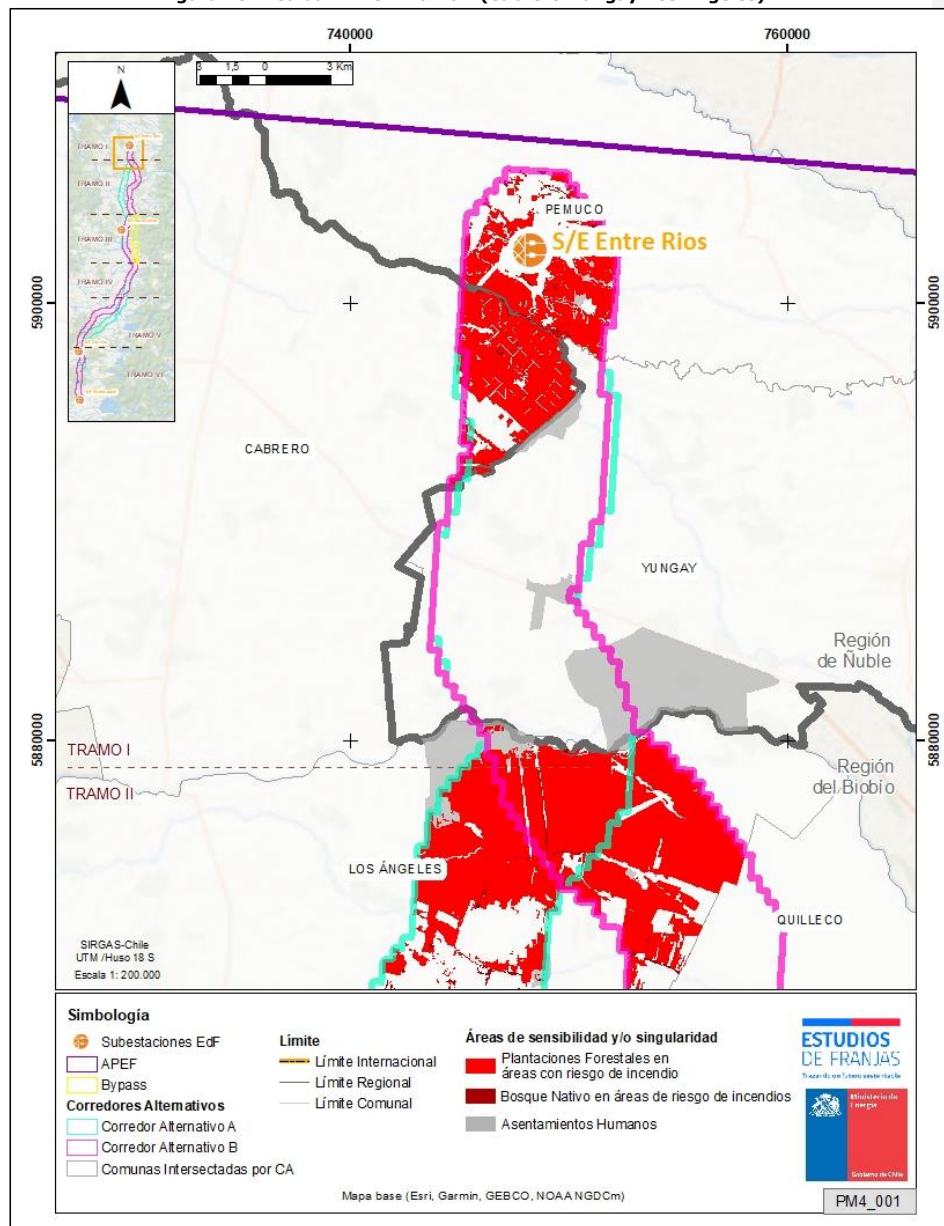 740000
760000
3 1,5 0 3 Km
N
TRAMO I
TRAMO II
TRAMO III
TRAMO IV
TRAMO V
TRAMO VI
PEMUCO
S/E Entre Rios
5900000
5900000
CABRERO
YUNGAY
Región
de Ñuble
5880000
5880000
TRAMO I
TRAMO II
Región
del Biobío
LOS ÁNGELES
QUILLECO
SIRGAS-Chile
UTM /Huso 18 S
Escala 1: 200.000
Simbología
Subestaciones EdF
APEF
Bypass
Corredores Alternativos
Corredor Alternativo A
Corredor Alternativo B
Comunas Intersectadas por CA
Límite
Límite Internacional
Límite Regional
Límite Comunal
Áreas de sensibilidad y/o singularidad
Plantaciones Forestales en
áreas con riesgo de incendio
Bosque Nativo en áreas de riesgo de incendios
Asentamientos Humanos
ESTUDIOS
DE FRANJAS
Trazando un futuro sustentable
Ministerio de
Energía
Gobierno de Chile
Mapa base (Esri, Garmin, GEBCO, NOAA NGDCm)
PM4_001